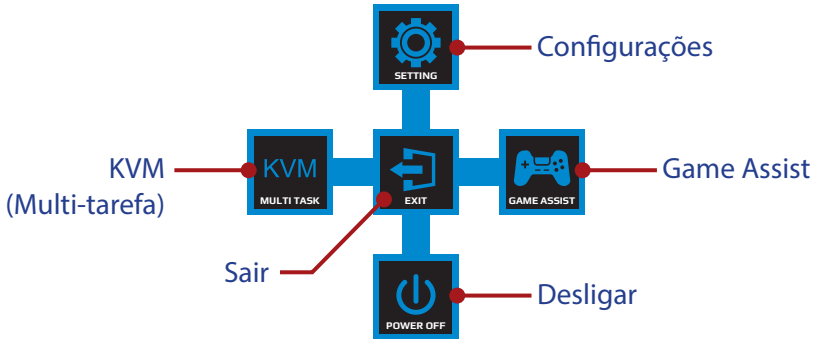 Configurações
SETTING
KVM
(Multi-tarefa)
KVM
MULTI TASK
EXIT
GAME ASSIST
Game Assist
Sair
POWER OFF
Desligar